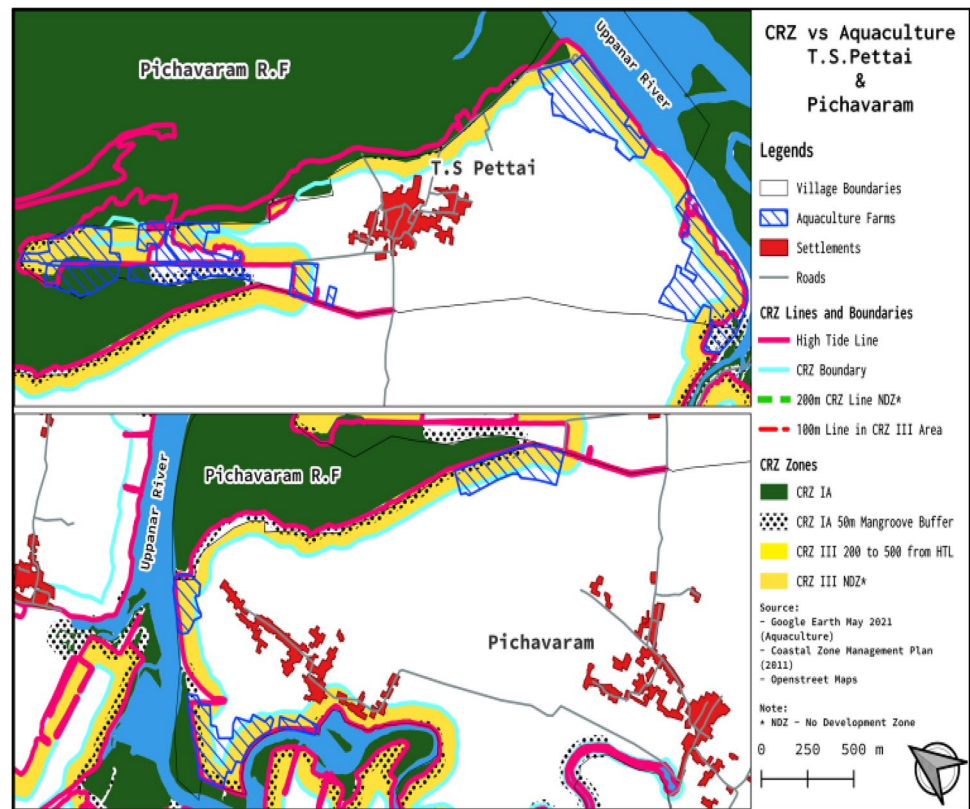 CRZ vs Aquaculture
T.S.Pettai
&
Pichavaram
Legends
Village Boundaries
Aquaculture Farms
Settlements
Roads
CRZ Lines and Boundaries
High Tide Line
CRZ Boundary
200m CRZ Line NDZ*
100m Line in CRZ III Area
CRZ Zones
CRZ IA
CRZ IA 50m Mangroove Buffer
CRZ III 200 to 500 from HTL
CRZ III NDZ*
Source:
- Google Earth May 2021
(Aquaculture)
- Coastal Zone Management Plan
(2011)
- Openstreet Maps
Note:
* NDZ - No Development Zone
0 250 500 m
Pichavaram R.F
Uppanar River
T.S Pettai
Pichavaram R.F
Uppanar River
Pichavaram